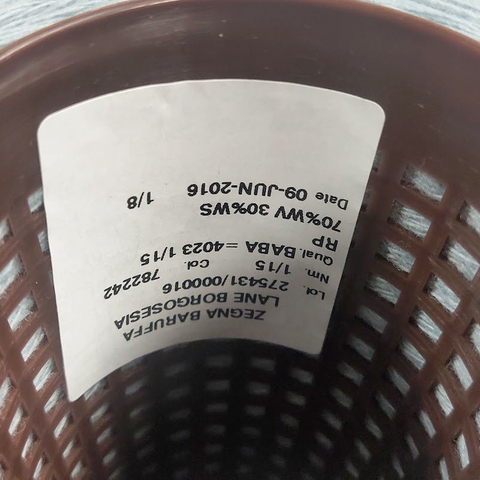 ZEGNA BARUFFA
LANE BORGOSESIA
Lot. 275431/000016
Nm. 1/15 Col. 782242
Qual. BABA =4023 1/15
RP
70%WV 30%WS
Date 09-JUN-2016 1/8